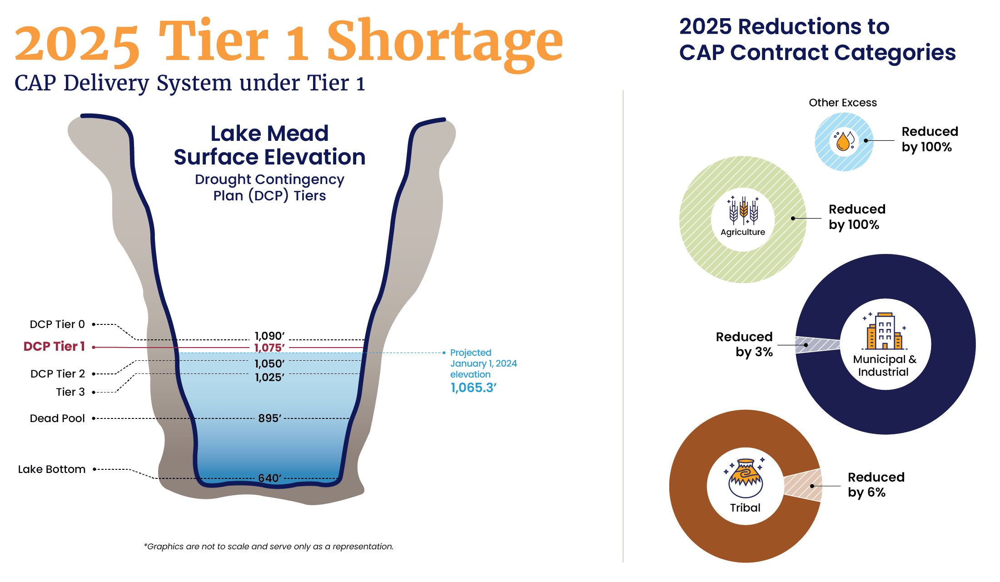 2025 Tier 1 Shortage
CAP Delivery System under Tier 1
Lake Mead
Surface Elevation
Drought Contingency
Plan (DCP) Tiers
DCP Tier 0
1,090’
DCP Tier 1
1,075’
DCP Tier 2
1,050’
Tier 3
1,025’
Dead Pool
895’
Lake Bottom
640’
Projected
January 1, 2024
elevation
1,065.3’
*Graphics are not to scale and serve only as a representation.
2025 Reductions to
CAP Contract Categories
Other Excess
Reduced
by 100%
Agriculture
Reduced
by 100%
Municipal &
Industrial
Reduced
by 3%
Tribal
Reduced
by 6%